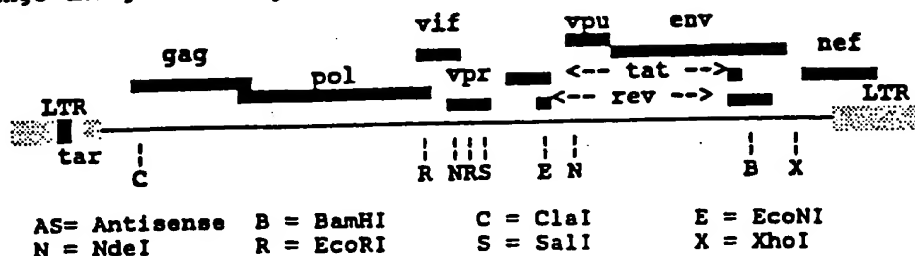 vif vpu env
gag nef
pol vpr <-- tat -->
LTR <-- rev --> LTR
tar
C R NRS E N B X
AS= Antisense B = BamHI C = ClaI E = EcoNI
N = NdeI R = EcoRI S = SalI X = XhoI